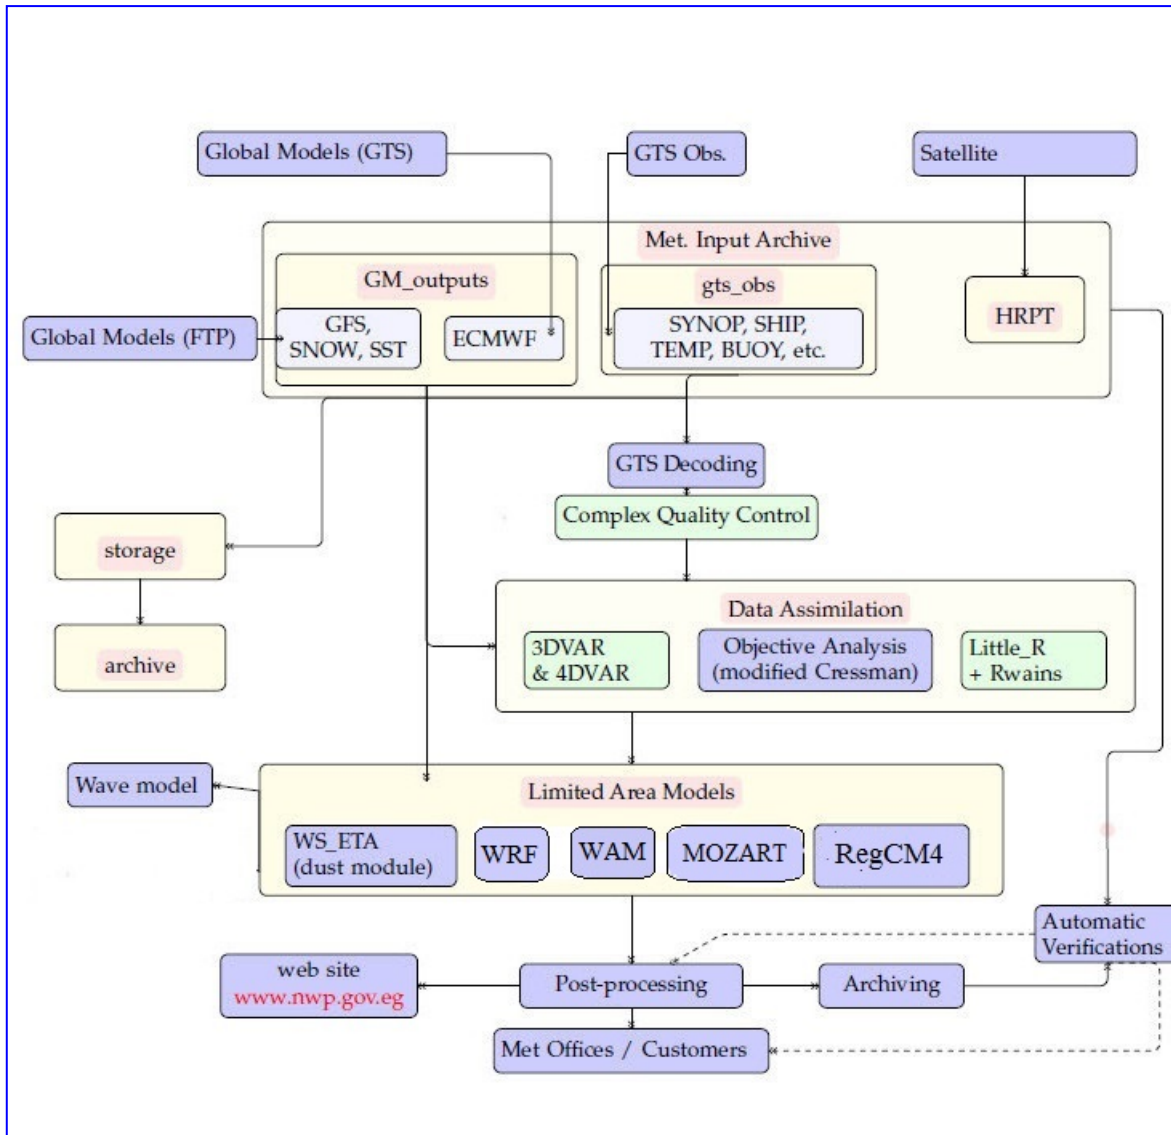 Global Models (GTS)
GTS Obs.
Satellite
Met. Input Archive
GM_outputs
gts_obs
HRPT
Global Models (FTP)
GFS,
SNOW, SST
ECMWF
SYNOP, SHIP,
TEMP, BUOY, etc.
GTS Decoding
Complex Quality Control
storage
archive
Data Assimilation
3DVAR
& 4DVAR
Objective Analysis
(modified Cressman)
Little_R
+ Rwains
Wave model
Limited Area Models
WS_ETA
(dust module)
WRF
WAM
MOZART
RegCM4
Automatic
Verifications
web site
www.nwp.gov.eg
Post-processing
Archiving
Met Offices / Customers